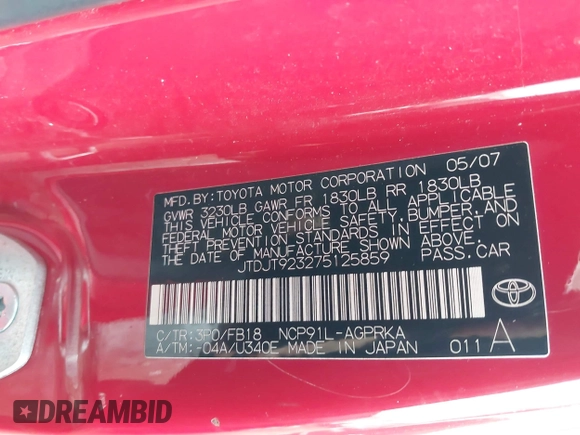 MFD. BY: TOYOTA MOTOR CORPORATION 05/07
GVWR 3230LB GAWR FR 1830LB RR 1830LB
THIS VEHICLE CONFORMS TO ALL APPLICABLE
FEDERAL MOTOR VEHICLE SAFETY, BUMPER, AND
THEFT PREVENTION STANDARDS IN EFFECT ON
THE DATE OF MANUFACTURE SHOWN ABOVE.
JTDJT923275125859 PASS. CAR
C/TR: 3P0/FB18 NCP91L-AGPRKA
A/TM: -04A/U340E MADE IN JAPAN 011 A
DREAMBID